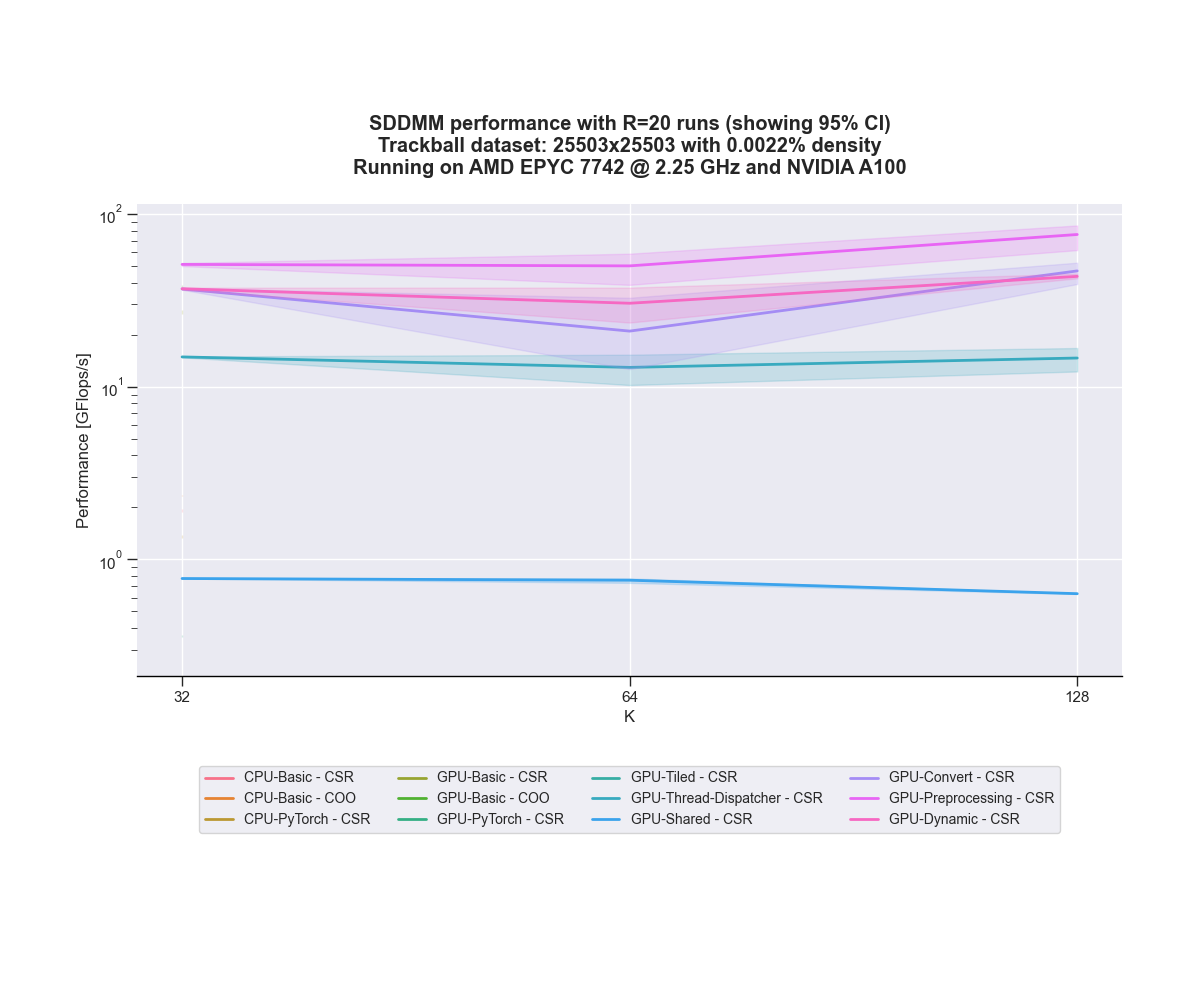 SDDMM performance with R=20 runs (showing 95% CI)
Trackball dataset: 25503x25503 with 0.0022% density
Running on AMD EPYC 7742 @ 2.25 GHz and NVIDIA A100
Performance [GFlops/s]
10²
10¹
10⁰
32 64 128
K
CPU-Basic - CSR GPU-Basic - CSR GPU-Tiled - CSR GPU-Convert - CSR
CPU-Basic - COO GPU-Basic - COO GPU-Thread-Dispatcher - CSR GPU-Preprocessing - CSR
CPU-PyTorch - CSR GPU-PyTorch - CSR GPU-Shared - CSR GPU-Dynamic - CSR